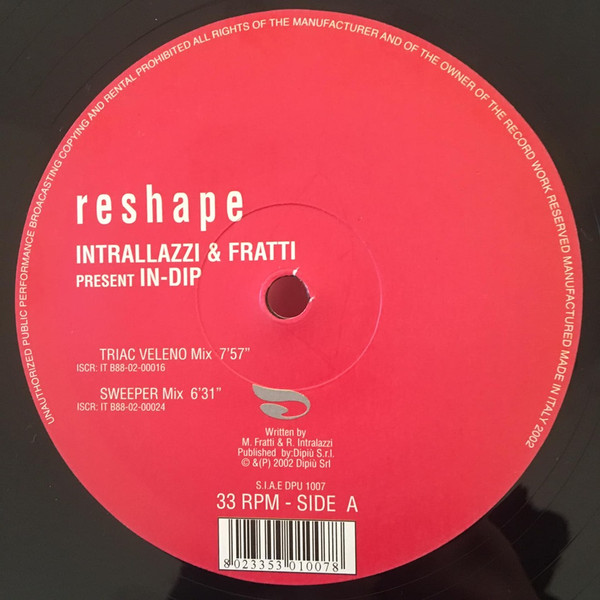 UNAUTHORIZED PUBLIC PERFORMANCE BROARCASTING COPYING AND RENTAL PROHIBITED ALL RIGHTS OF THE MANUFACTURER AND OF THE OWNER OF THE RECORD WORK RESERVED MANUFACTURED MADE IN ITALY 2002
reshape
INTRALLAZZI & FRATTI
PRESENT IN-DIP
TRIAC VELENO Mix 7'57"
ISCR: IT B88-02-00016
SWEEPER Mix 6'31"
ISCR: IT B88-02-00024
Written by
M. Fratti & R. Intralazzi
Published by:Dipiù S.r.l.
© &(P) 2002 Dipiù Srl
S.I.A.E DPU 1007
33 RPM - SIDE A
8023353010078